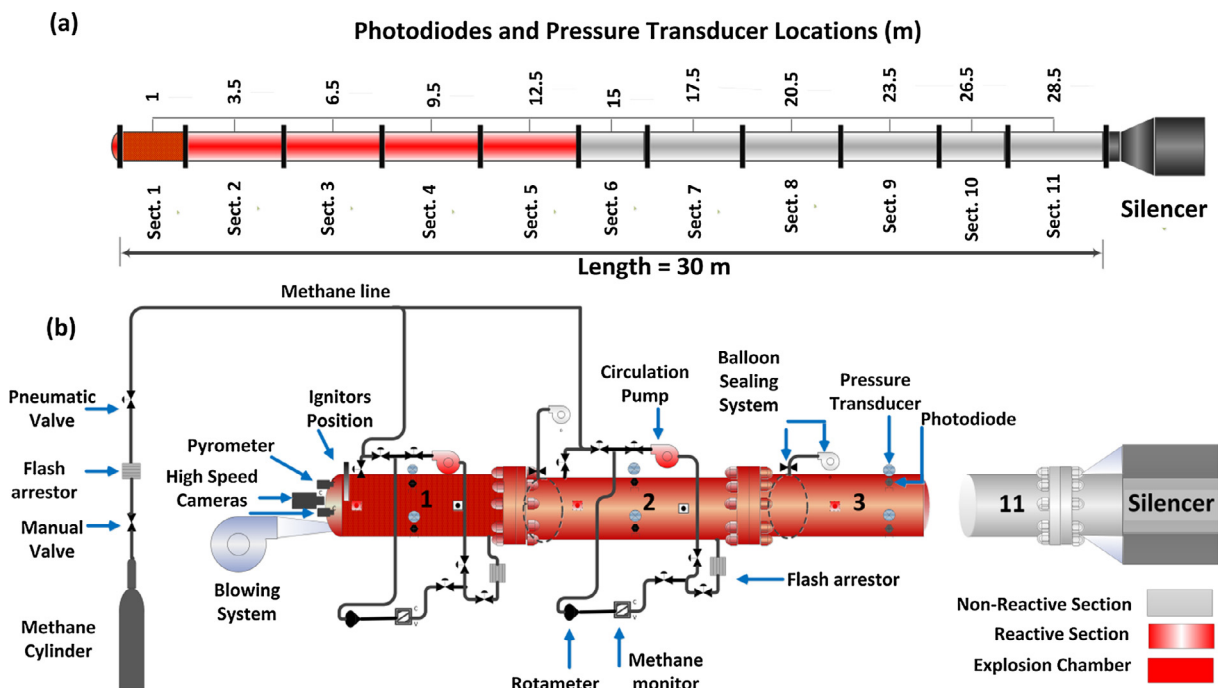 (a)
Photodiodes and Pressure Transducer Locations (m)
1
3.5
6.5
9.5
12.5
15
17.5
20.5
23.5
26.5
28.5
Sect. 1
Sect. 2
Sect. 3
Sect. 4
Sect. 5
Sect. 6
Sect. 7
Sect. 8
Sect. 9
Sect. 10
Sect. 11
Silencer
Length = 30 m
Methane line
(b)
Pneumatic
Valve
Flash
arrestor
Manual
Valve
Methane
Cylinder
Ignitors
Position
Pyrometer
High Speed
Cameras
Blowing
System
Circulation
Pump
Balloon
Sealing
System
Pressure
Transducer
Photodiode
1
2
3
11
Silencer
Flash arrestor
C
V
C
V
Rotameter
Methane
monitor
Non-Reactive Section
Reactive Section
Explosion Chamber